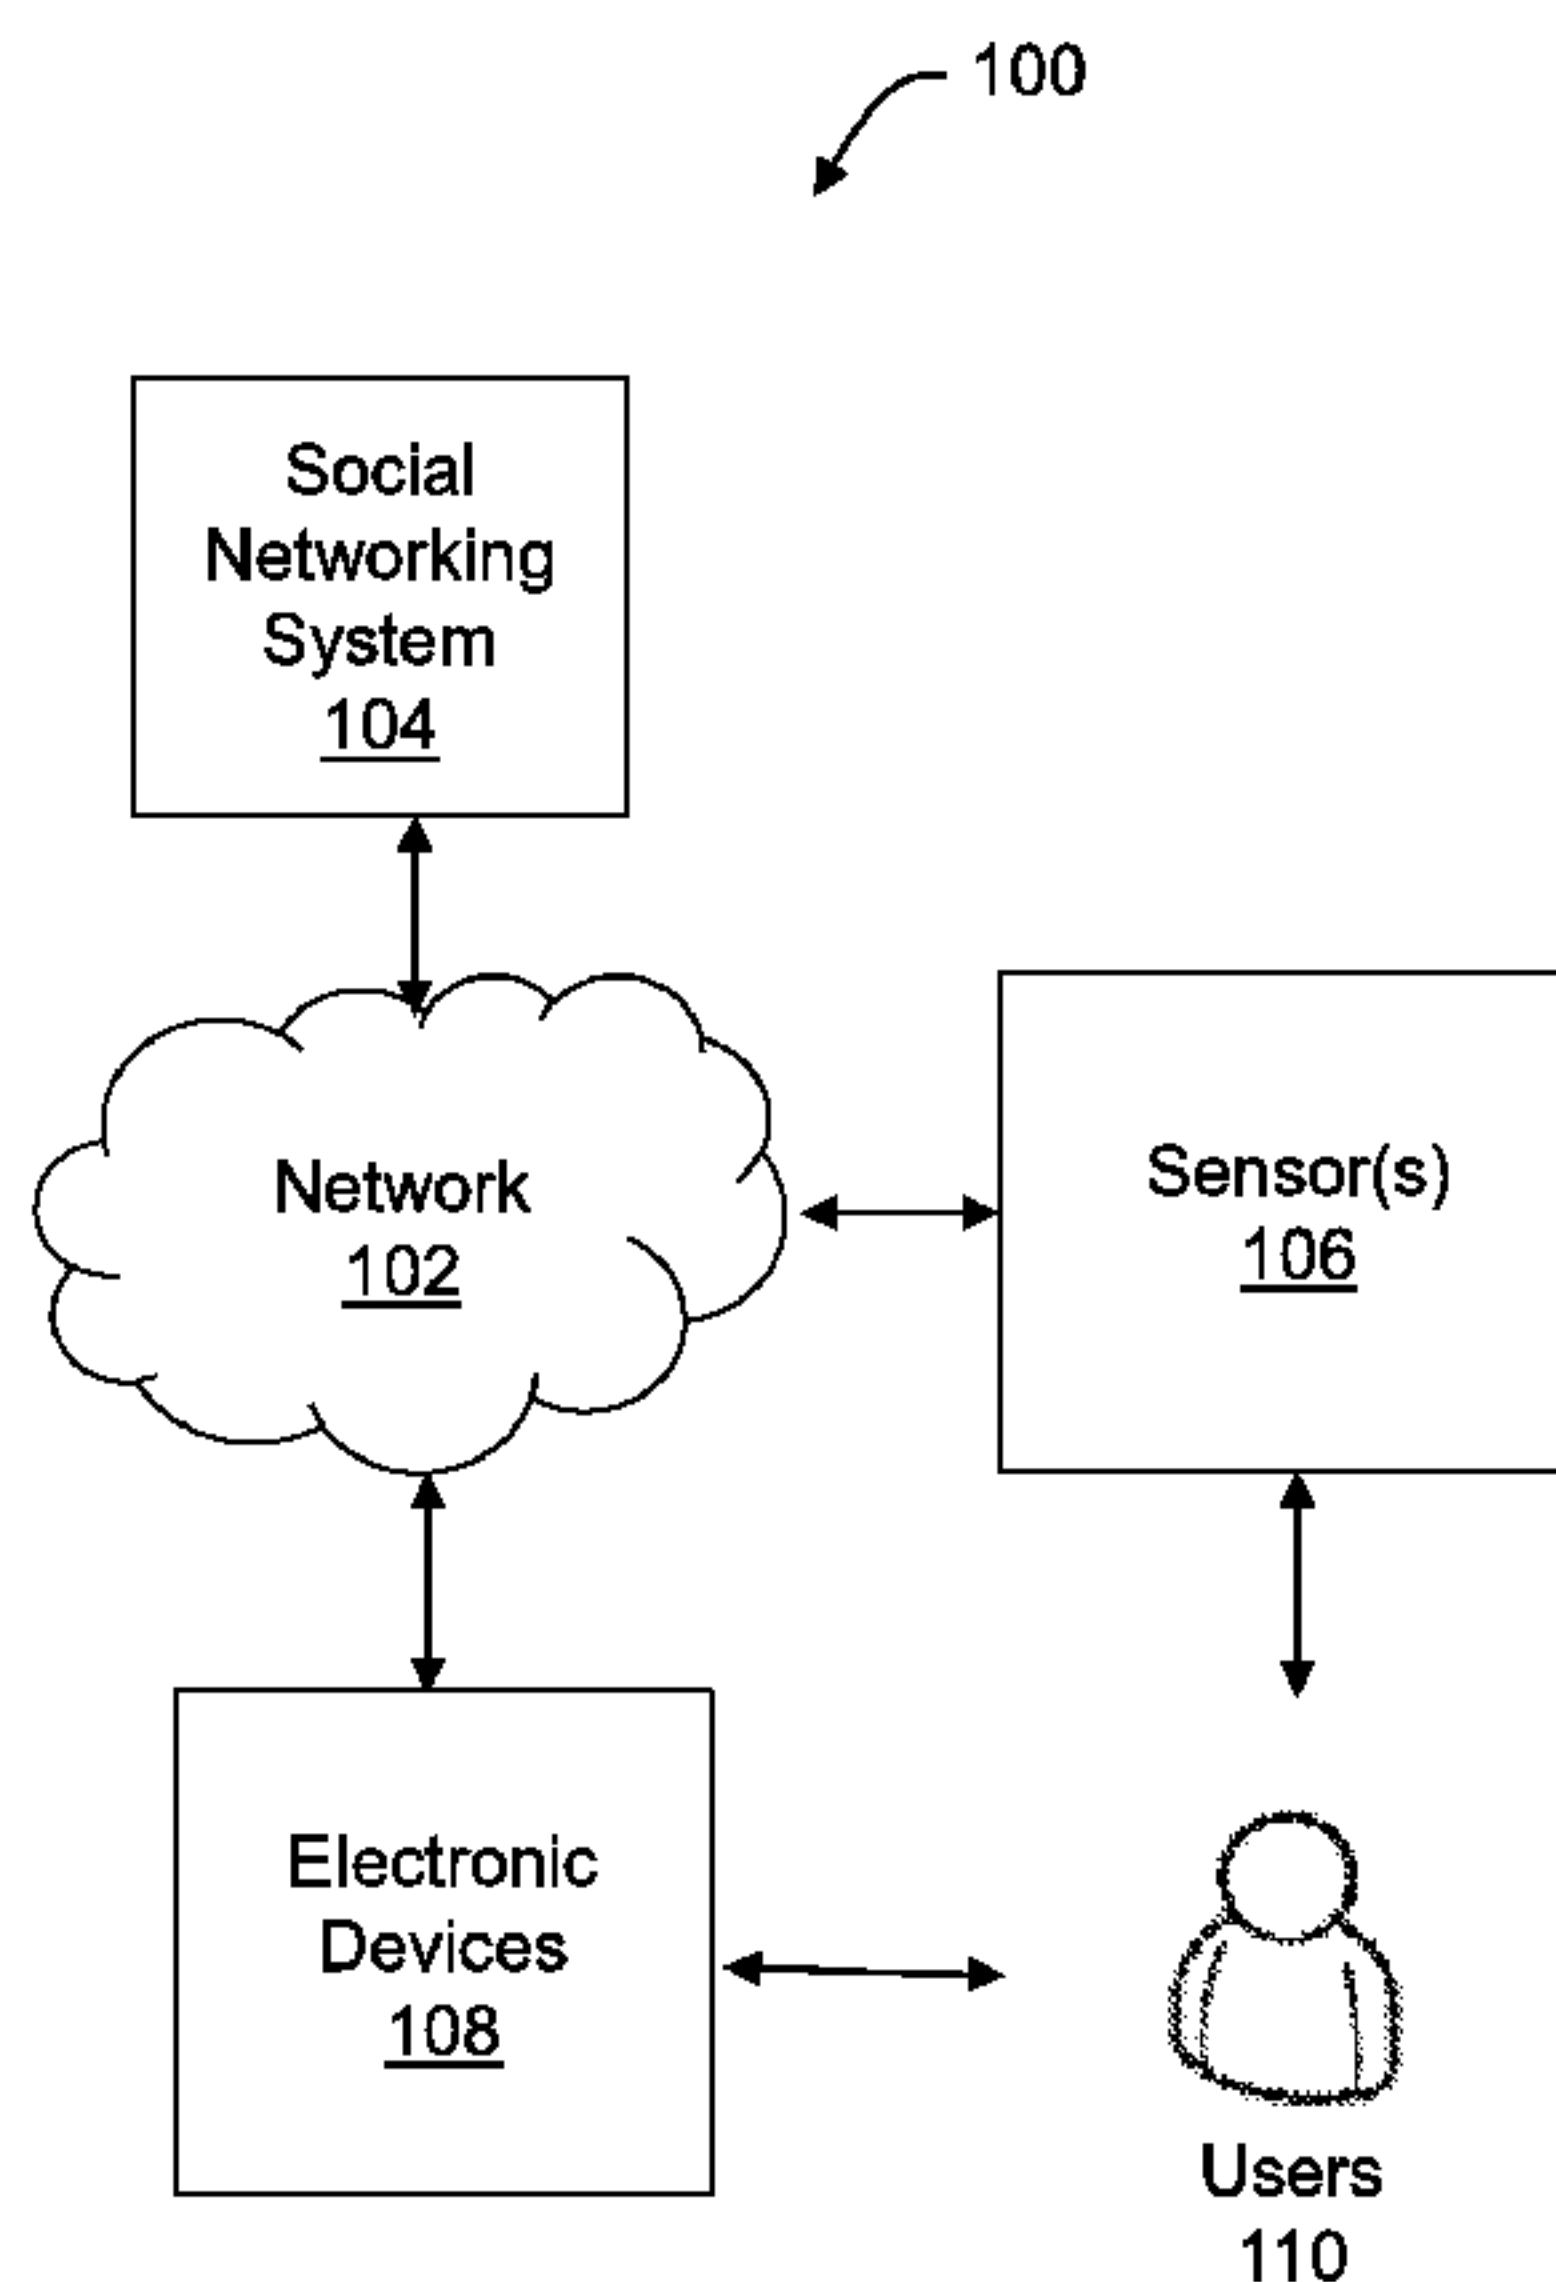 100
Social
Networking
System
104
Network
102
Sensor(s)
106
Electronic
Devices
108
Users
110